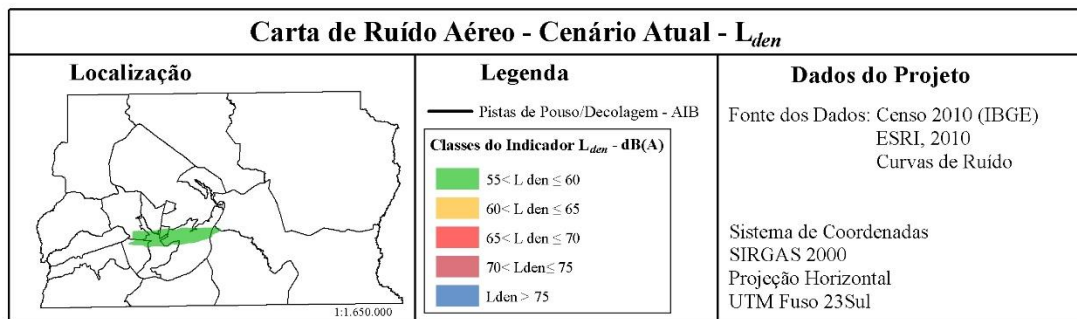 Carta de Ruído Aéreo - Cenário Atual - Lden
Localização
1:1.650.000
Legenda
Pistas de Pouso/Decolagem - AIB
Classes do Indicador Lden - dB(A)
55< L den ≤ 60
60< L den ≤ 65
65< L den ≤ 70
70< Lden≤ 75
Lden > 75
Dados do Projeto
Fonte dos Dados: Censo 2010 (IBGE)
ESRI, 2010
Curvas de Ruído
Sistema de Coordenadas
SIRGAS 2000
Projeção Horizontal
UTM Fuso 23Sul